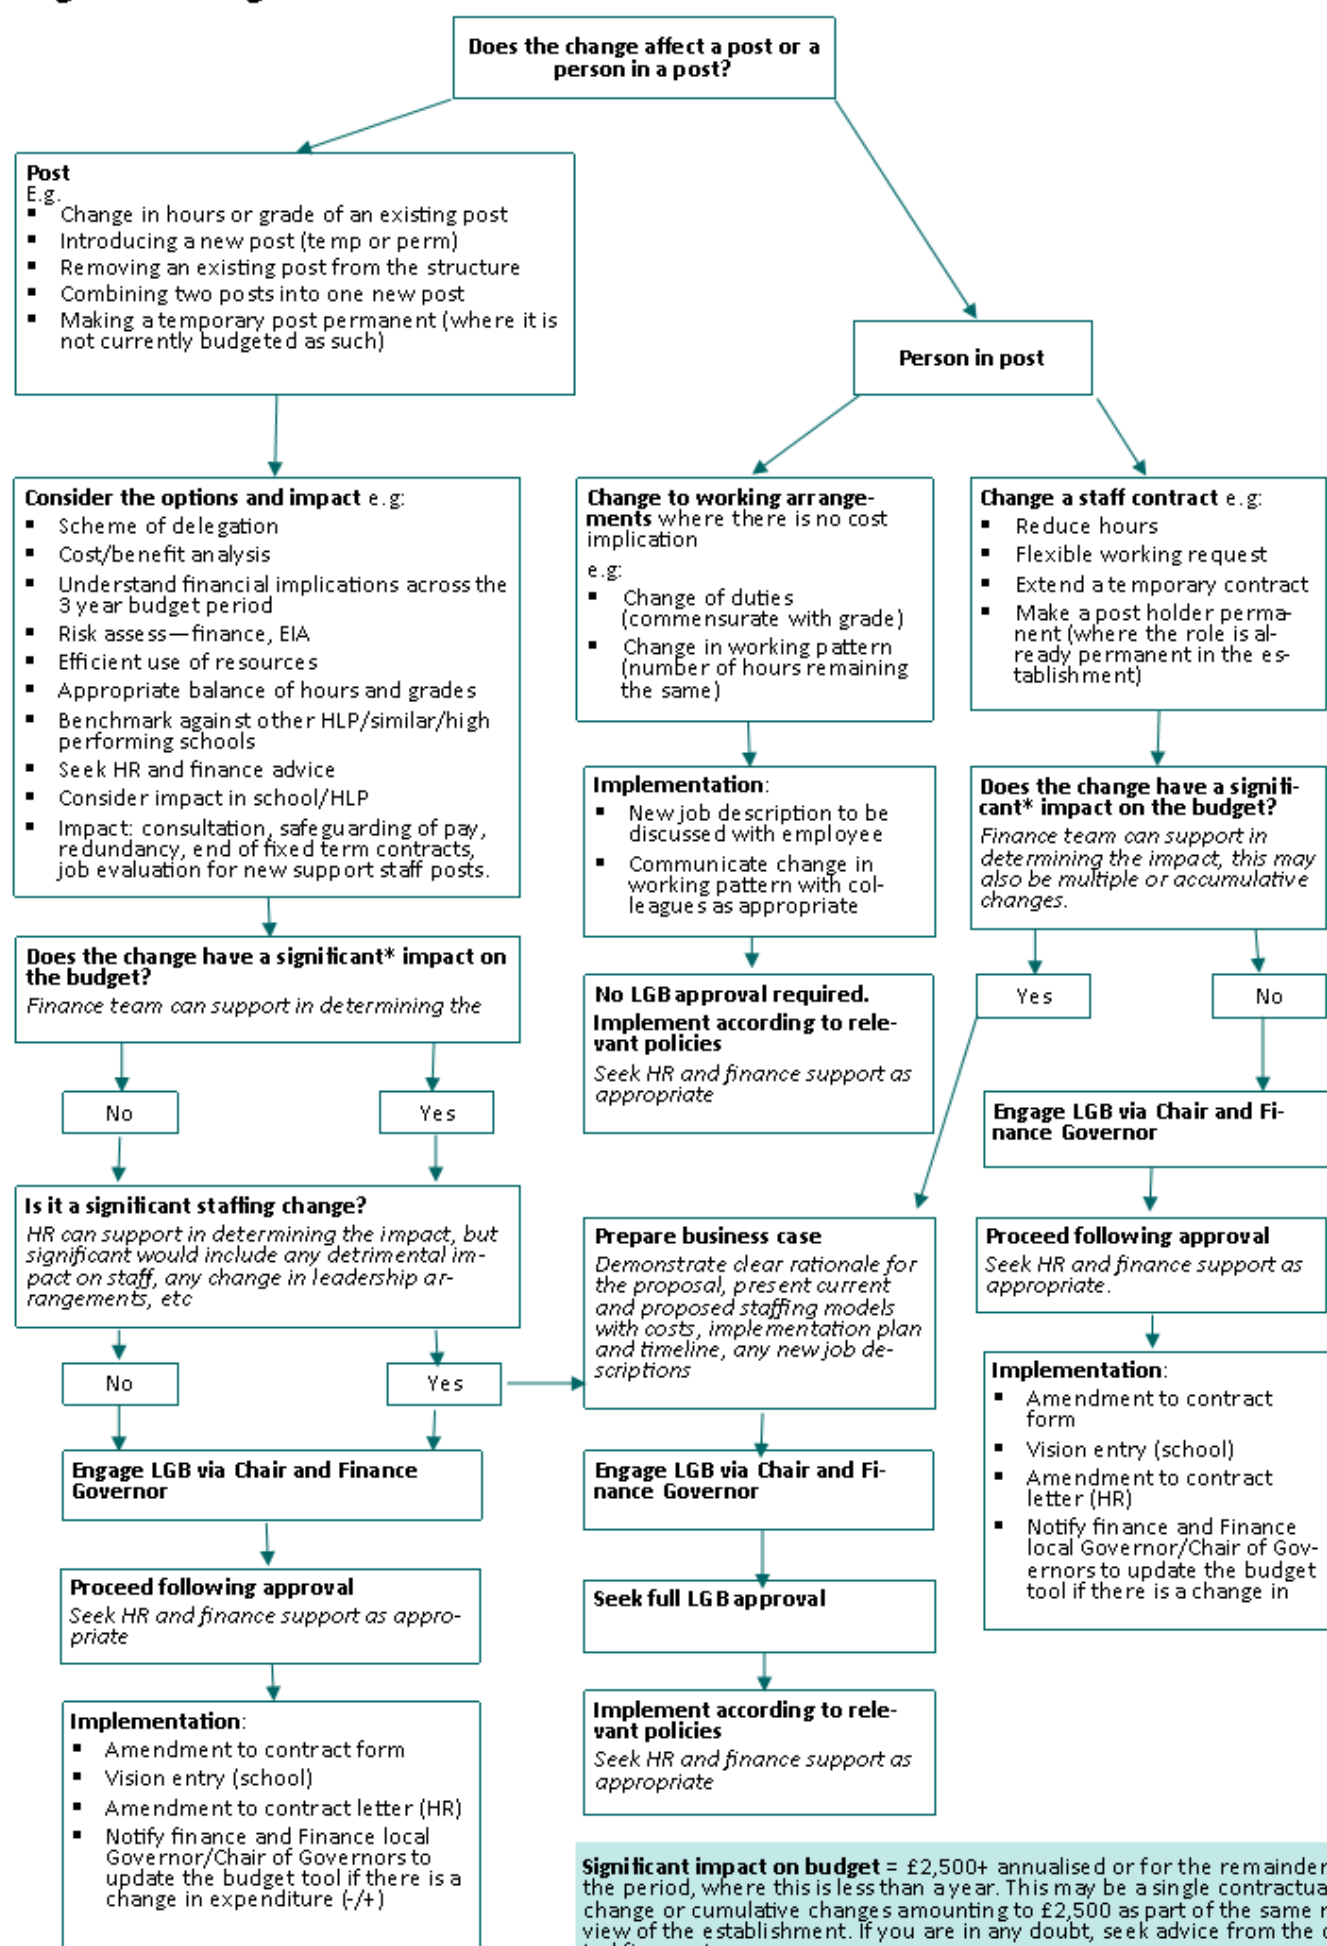 Does the change affect a post or a
person in a post?
Post
E.g.
▪ Change in hours or grade of an existing post
▪ Introducing a new post (temp or perm)
▪ Removing an existing post from the structure
▪ Combining two posts into one new post
▪ Making a temporary post permanent (where it is
not currently budgeted as such)
Person in post
Consider the options and impact e.g:
▪ Scheme of delegation
▪ Cost/benefit analysis
▪ Understand financial implications across the
3 year budget period
▪ Risk assess—finance, EIA
▪ Efficient use of resources
▪ Appropriate balance of hours and grades
▪ Benchmark against other HLP/similar/high
performing schools
▪ Seek HR and finance advice
▪ Consider impact in school/HLP
▪ Impact: consultation, safeguarding of pay,
redundancy, end of fixed term contracts,
job evaluation for new support staff posts.
Change to working arrange-
ments where there is no cost
implication
e.g:
▪ Change of duties
(commensurate with grade)
▪ Change in working pattern
(number of hours remaining
the same)
Change a staff contract e.g:
▪ Reduce hours
▪ Flexible working request
▪ Extend a temporary contract
▪ Make a post holder perma-
nent (where the role is al-
ready permanent in the es-
tablishment)
Implementation:
▪ New job description to be
discussed with employee
▪ Communicate change in
working pattern with col-
leagues as appropriate
Does the change have a signifi-
cant* impact on the budget?
Finance team can support in
determining the impact, this may
also be multiple or accumulative
changes.
Does the change have a significant* impact on
the budget?
Finance team can support in determining the
No LGB approval required.
Implement according to rele-
vant policies
Seek HR and finance support as
appropriate
Yes
No
No
Yes
Engage LGB via Chair and Fi-
nance Governor
Is it a significant staffing change?
HR can support in determining the impact, but
significant would include any detrimental im-
pact on staff, any change in leadership ar-
rangements, etc
Prepare business case
Demonstrate clear rationale for
the proposal, present current
and proposed staffing models
with costs, implementation plan
and timeline, any new job de-
scriptions
Proceed following approval
Seek HR and finance support as
appropriate.
No
Yes
Implementation:
▪ Amendment to contract
form
▪ Vision entry (school)
▪ Amendment to contract
letter (HR)
▪ Notify finance and Finance
local Governor/Chair of Gov-
ernors to update the budget
tool if there is a change in
Engage LGB via Chair and Finance
Governor
Engage LGB via Chair and Fi-
nance Governor
Proceed following approval
Seek HR and finance support as appro-
priate
Seek full LGB approval
Implementation:
▪ Amendment to contract form
▪ Vision entry (school)
▪ Amendment to contract letter (HR)
▪ Notify finance and Finance local
Governor/Chair of Governors to
update the budget tool if there is a
change in expenditure (-/+)
Implement according to rele-
vant policies
Seek HR and finance support as
appropriate
Significant impact on budget = £2,500+ annualised or for the remainder
the period, where this is less than a year. This may be a single contractua
change or cumulative changes amounting to £2,500 as part of the same r
view of the establishment. If you are in any doubt, seek advice from the